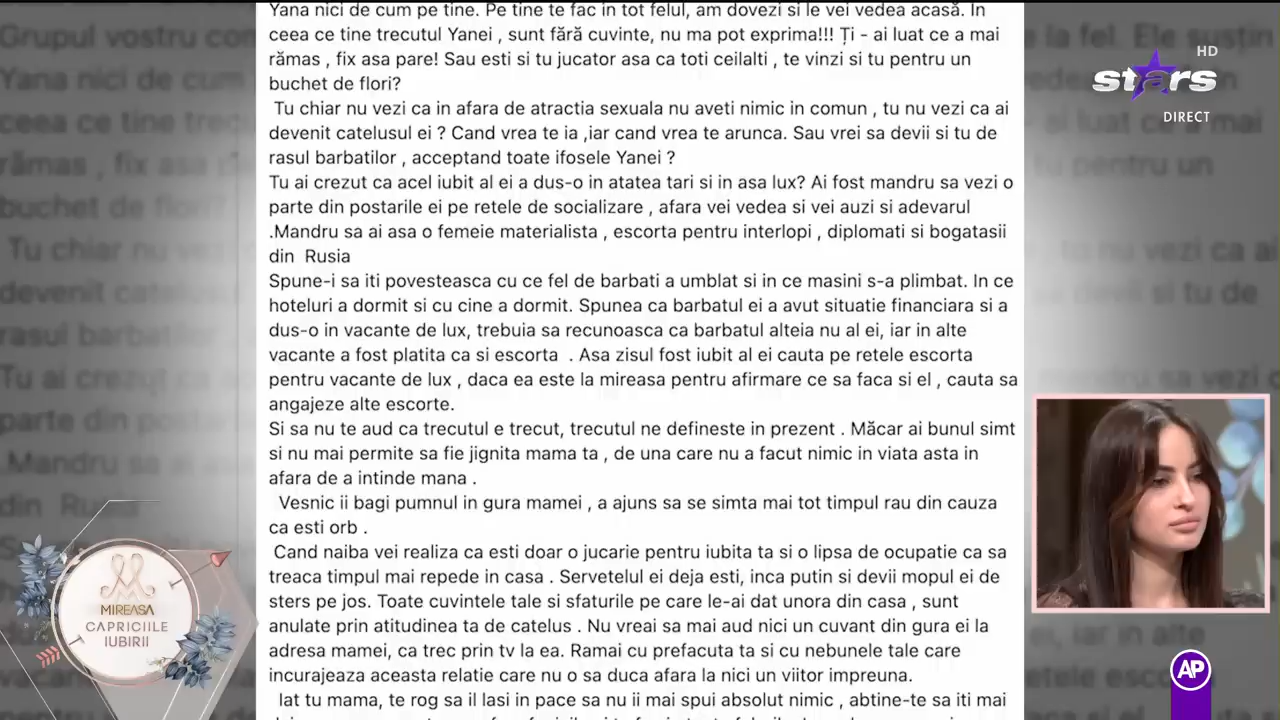 Yana nici de cum pe tine. Pe tine te fac in tot felul, am dovezi si le vei vedea acasă. In
ceea ce tine trecutul Yanei , sunt fără cuvinte, nu ma pot exprima!!! Ți - ai luat ce a mai
rămas , fix asa pare! Sau esti si tu jucator asa ca toti ceilalti , te vinzi si tu pentru un
buchet de flori?
Tu chiar nu vezi ca in afara de atractia sexuala nu aveti nimic in comun , tu nu vezi ca ai
devenit catelusul ei ? Cand vrea te ia ,iar cand vrea te arunca. Sau vrei sa devii si tu de
rasul barbatilor , acceptand toate ifosele Yanei ?
Tu ai crezut ca acel iubit al ei a dus-o in atatea tari si in asa lux? Ai fost mandru sa vezi o
parte din postarile ei pe retele de socializare , afara vei vedea si vei auzi si adevarul
.Mandru sa ai asa o femeie materialista , escorta pentru interlopi , diplomati si bogatasii
din Rusia
Spune-i sa iti povesteasca cu ce fel de barbati a umblat si in ce masini s-a plimbat. In ce
hoteluri a dormit si cu cine a dormit. Spunea ca barbatul ei a avut situatie financiara si a
dus-o in vacante de lux, trebuia sa recunoasca ca barbatul alteia nu al ei, iar in alte
vacante a fost platita ca si escorta . Asa zisul fost iubit al ei cauta pe retele escorta
pentru vacante de lux , daca ea este la mireasa pentru afirmare ce sa faca si el , cauta sa
angajeze alte escorte.
Si sa nu te aud ca trecutul e trecut, trecutul ne defineste in prezent . Măcar ai bunul simt
si nu mai permite sa fie jignita mama ta , de una care nu a facut nimic in viata asta in
afara de a intinde mana .
Vesnic ii bagi pumnul in gura mamei , a ajuns sa se simta mai tot timpul rau din cauza
ca esti orb .
Cand naiba vei realiza ca esti doar o jucarie pentru iubita ta si o lipsa de ocupatie ca sa
treaca timpul mai repede in casa . Servetelul ei deja esti, inca putin si devii mopul ei de
sters pe jos. Toate cuvintele tale si sfaturile pe care le-ai dat unora din casa , sunt
anulate prin atitudinea ta de catelus . Nu vreai sa mai aud nici un cuvant din gura ei la
adresa mamei, ca trec prin tv la ea. Ramai cu prefacuta ta si cu nebunele tale care
incurajeaza aceasta relatie care nu o sa duca afara la nici un viitor impreuna.
Iat tu mama, te rog sa il lasi in pace sa nu ii mai spui absolut nimic , abtine-te sa iti mai
HD
stars
DIRECT
MIREASA
CAPRICIILE
IUBIRII
AP